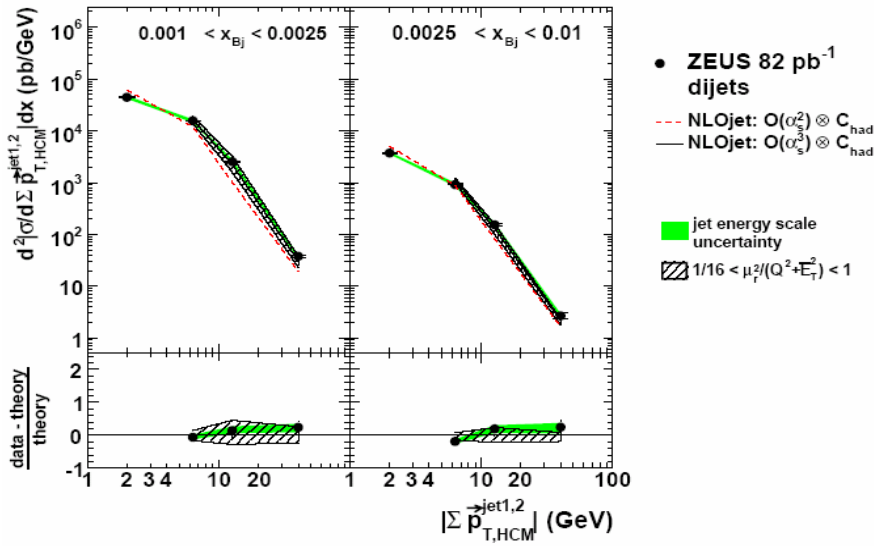 0.001 < x_Bj < 0.0025
0.0025 < x_Bj < 0.01
d²|σ/dΣ p⃗_T,HCM^jet1,2|dx (pb/GeV)
10⁶
10⁵
10⁴
10³
10²
10
1
ZEUS 82 pb⁻¹
dijets
NLOjet: O(α_s²) ⊗ C_had
NLOjet: O(α_s³) ⊗ C_had
jet energy scale
uncertainty
1/16 < μ_r²/(Q²+E̅_T²) < 1
data - theory
theory
2
1
0
-1
1 2 3 4 10 20
2 3 4 10 20 100
|Σ p⃗_T,HCM^jet1,2| (GeV)